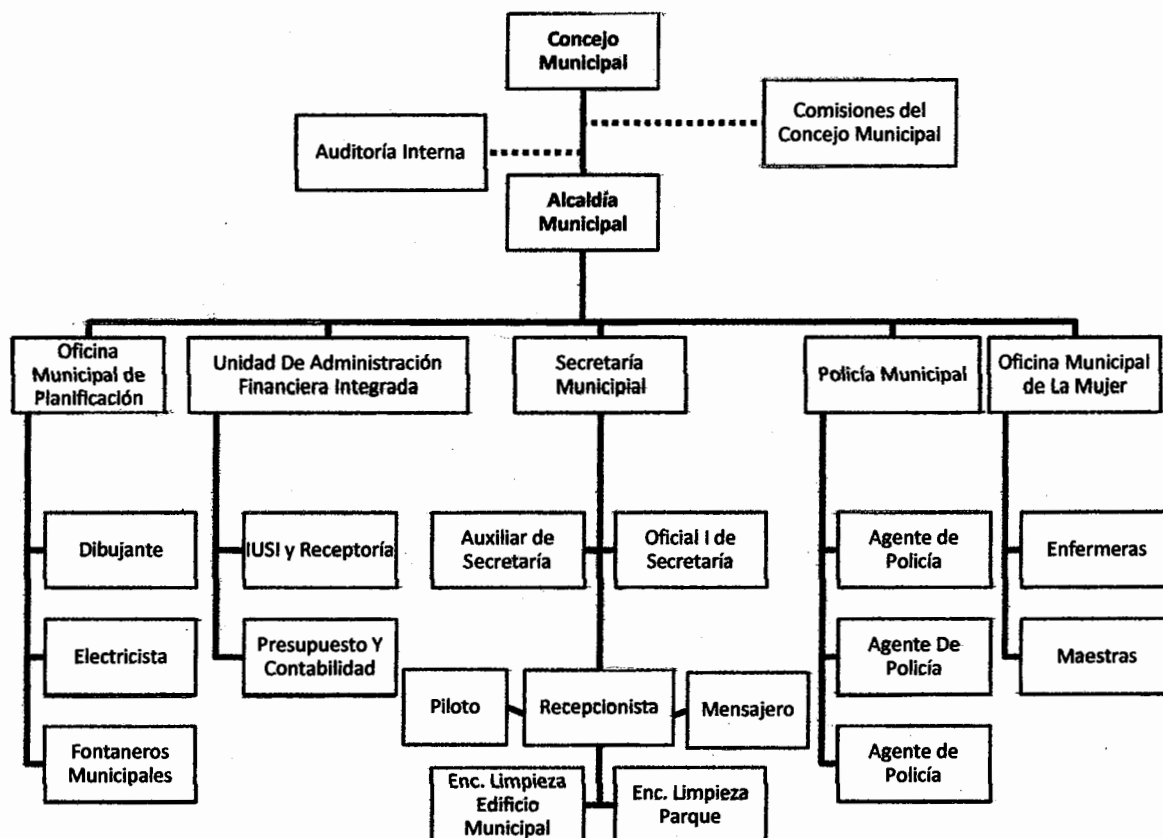 Concejo
Municipal
Comisiones del
Concejo Municipal
Auditoría Interna
Alcaldía
Municipal
Oficina
Municipal de
Planificación
Unidad De Administración
Financiera Integrada
Secretaría
Municipial
Policía Municipal
Oficina Municipal
de La Mujer
Dibujante
IUSI y Receptoría
Auxiliar de
Secretaría
Oficial I de
Secretaría
Agente de
Policía
Enfermeras
Electricista
Presupuesto Y
Contabilidad
Agente De
Policía
Maestras
Piloto
Recepcionista
Mensajero
Fontaneros
Municipales
Agente de
Policía
Enc. Limpieza
Edificio
Municipal
Enc. Limpieza
Parque